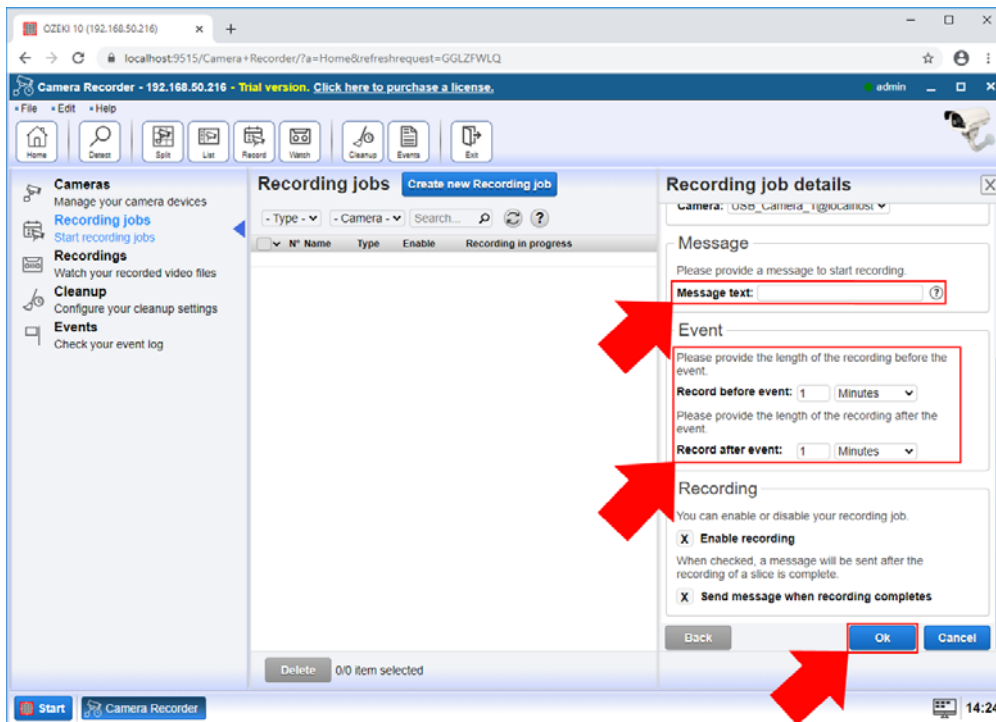 OZEKI 10 (192.168.50.216)
localhost:9515/Camera+Recorder/?a=Home&refreshrequest=GGLZFWLQ
Camera Recorder - 192.168.50.216 - Trial version. Click here to purchase a license.
admin
File Edit Help
Home Detect Split List Record Watch Cleanup Events Exit
Cameras
Manage your camera devices
Recording jobs
Start recording jobs
Recordings
Watch your recorded video files
Cleanup
Configure your cleanup settings
Events
Check your event log
Recording jobs Create new Recording job
- Type - - Camera - Search... ?
N° Name Type Enable Recording in progress
Delete 0/0 item selected
Recording job details X
Camera: USB_Camera_1@localhost
Message
Please provide a message to start recording.
Message text: ?
Event
Please provide the length of the recording before the
event.
Record before event: 1 Minutes
Please provide the length of the recording after the
event.
Record after event: 1 Minutes
Recording
You can enable or disable your recording job.
X Enable recording
When checked, a message will be sent after the
recording of a slice is complete.
X Send message when recording completes
Back Ok Cancel
Start Camera Recorder 14:24